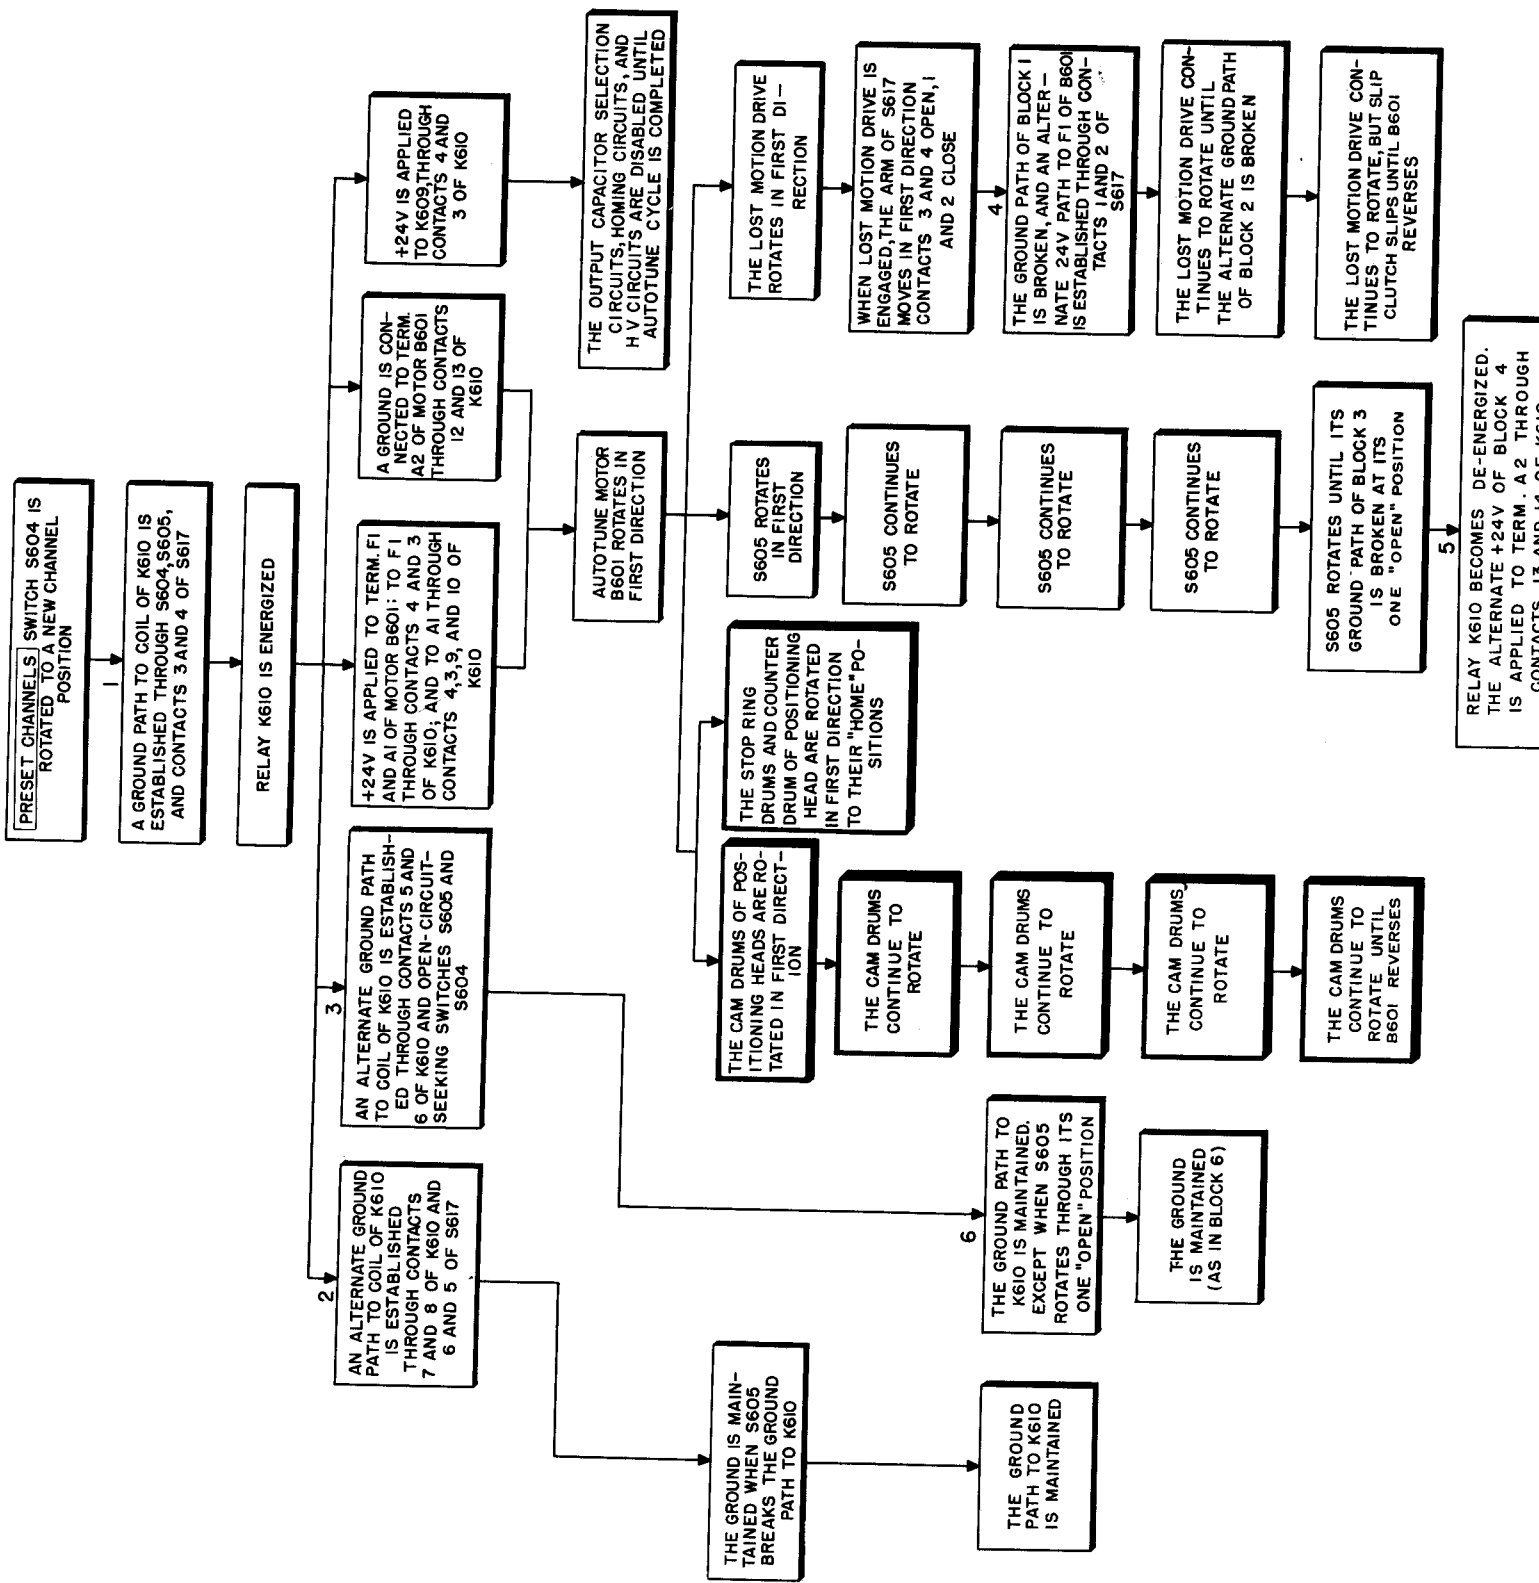 PRESET CHANNELS SWITCH S604 IS
ROTATED TO A NEW CHANNEL
POSITION
1
A GROUND PATH TO COIL OF K610 IS
ESTABLISHED THROUGH S604,S605,
AND CONTACTS 3 AND 4 OF S617
RELAY K610 IS ENERGIZED
2
AN ALTERNATE GROUND
PATH TO COIL OF K610
IS ESTABLISHED
THROUGH CONTACTS
7 AND 8 OF K610 AND
6 AND 5 OF S617
3
AN ALTERNATE GROUND PATH
TO COIL OF K610 IS ESTABLISH-
ED THROUGH CONTACTS 5 AND
6 OF K610 AND OPEN-CIRCUIT-
SEEKING SWITCHES S605 AND
S604
+24V IS APPLIED TO TERM. F1
AND A1 OF MOTOR B601: TO F1
THROUGH CONTACTS 4 AND 3
OF K610; AND TO A1 THROUGH
CONTACTS 4,3,9, AND 10 OF
K610
A GROUND IS CON-
NECTED TO TERM.
A2 OF MOTOR B601
THROUGH CONTACTS
12 AND 13 OF
K610
+24V IS APPLIED
TO K609,THROUGH
CONTACTS 4 AND
3 OF K610
AUTOTUNE MOTOR
B601 ROTATES IN
FIRST DIRECTION
THE OUTPUT CAPACITOR SELECTION
CIRCUITS, HOMING CIRCUITS, AND
HV CIRCUITS ARE DISABLED UNTIL
AUTOTUNE CYCLE IS COMPLETED
THE GROUND IS MAIN-
TAINED WHEN S605
BREAKS THE GROUND
PATH TO K610
THE CAM DRUMS OF POS-
ITIONING HEADS ARE RO-
TATED IN FIRST DIRECT-
ION
THE STOP RING
DRUMS AND COUNTER
DRUM OF POSITIONING
HEAD ARE ROTATED
IN FIRST DIRECTION
TO THEIR "HOME" PO-
SITIONS
S605 ROTATES
IN FIRST
DIRECTION
THE LOST MOTION DRIVE
ROTATES IN FIRST DI-
RECTION
THE CAM DRUMS
CONTINUE TO
ROTATE
S605 CONTINUES
TO ROTATE
WHEN LOST MOTION DRIVE IS
ENGAGED,THE ARM OF S617
MOVES IN FIRST DIRECTION
CONTACTS 3 AND 4 OPEN, 1
AND 2 CLOSE
THE GROUND
PATH TO K610
IS MAINTAINED
6
THE GROUND PATH TO
K610 IS MAINTAINED.
EXCEPT WHEN S605
ROTATES THROUGH ITS
ONE "OPEN" POSITION
THE CAM DRUMS
CONTINUE TO
ROTATE
S605 CONTINUES
TO ROTATE
4
THE GROUND PATH OF BLOCK 1
IS BROKEN, AND AN ALTER-
NATE 24V PATH TO F1 OF B601
IS ESTABLISHED THROUGH CON-
TACTS 1 AND 2 OF
S617
THE GROUND
IS MAINTAINED
(AS IN BLOCK 6)
THE CAM DRUMS
CONTINUE TO
ROTATE
S605 CONTINUES
TO ROTATE
THE LOST MOTION DRIVE CON-
TINUES TO ROTATE UNTIL
THE ALTERNATE GROUND PATH
OF BLOCK 2 IS BROKEN
THE CAM DRUMS
CONTINUE TO
ROTATE UNTIL
B601 REVERSES
S605 ROTATES UNTIL ITS
GROUND PATH OF BLOCK 3
IS BROKEN AT ITS
ONE "OPEN" POSITION
THE LOST MOTION DRIVE CON-
TINUES TO ROTATE, BUT SLIP
CLUTCH SLIPS UNTIL B601
REVERSES
5
RELAY K610 BECOMES DE-ENERGIZED.
THE ALTERNATE +24V OF BLOCK 4
IS APPLIED TO TERM. A2 THROUGH
CONTACTS 13 AND 14 OF K610